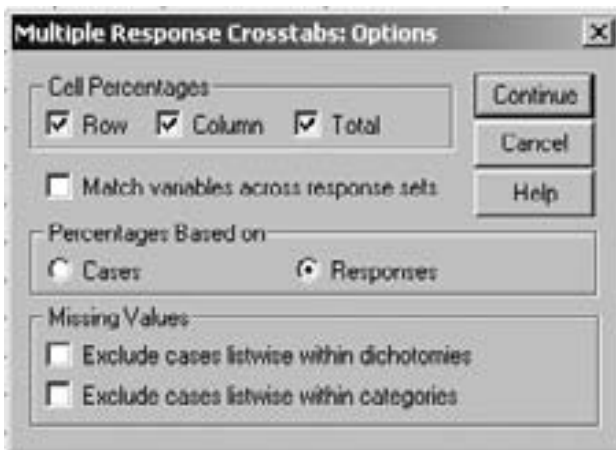 Multiple Response Crosstabs: Options
Cell Percentages
Row Column Total
Continue
Cancel
Help
Match variables across response sets
Percentages Based on
Cases Responses
Missing Values
Exclude cases listwise within dichotomies
Exclude cases listwise within categories